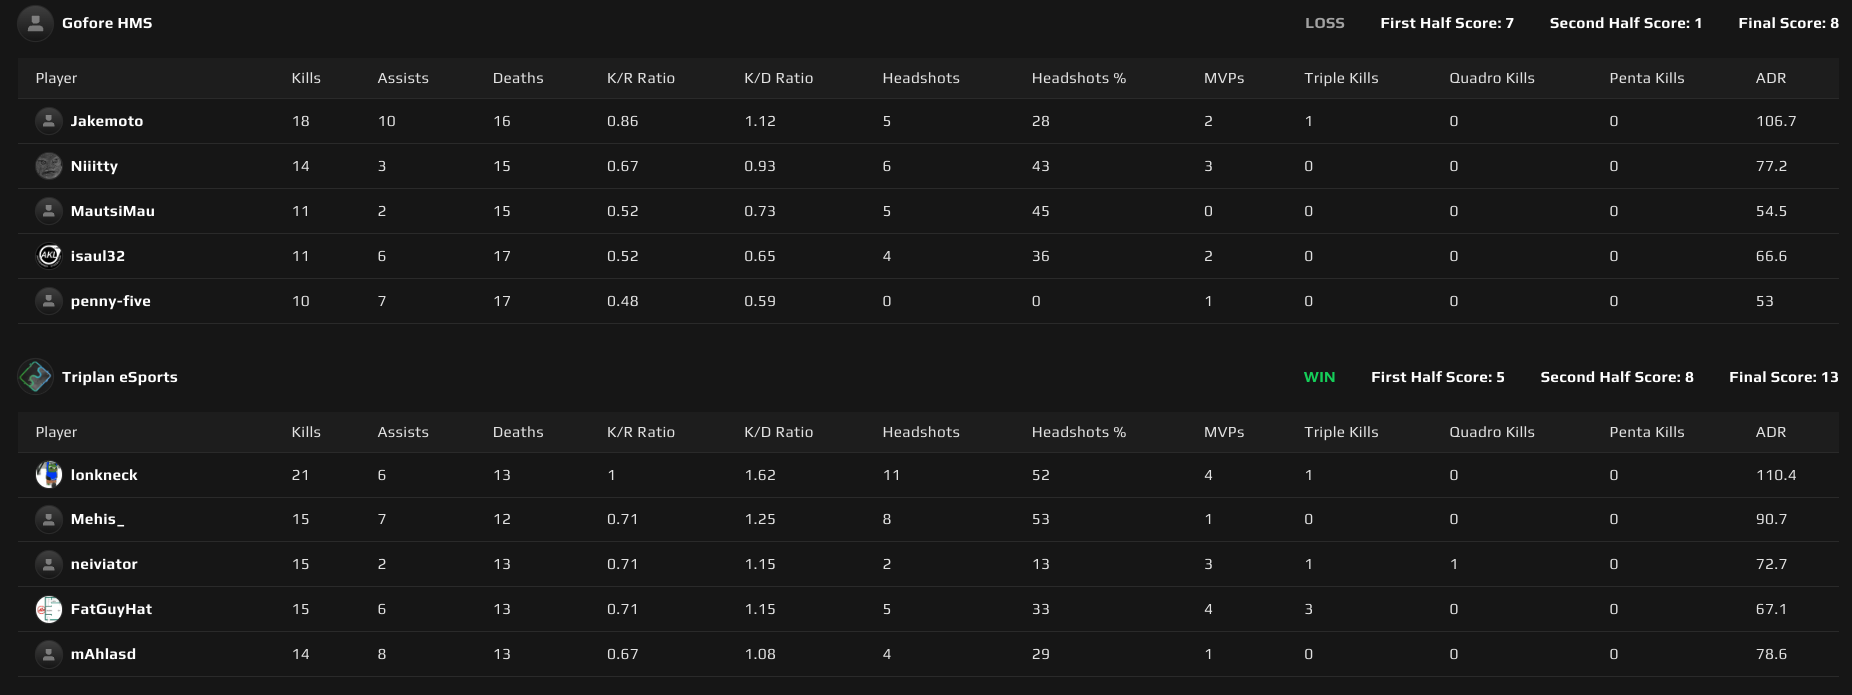 Gofore HMS LOSS First Half Score: 7 Second Half Score: 1 Final Score: 8
Player Kills Assists Deaths K/R Ratio K/D Ratio Headshots Headshots % MVPs Triple Kills Quadro Kills Penta Kills ADR
Jakemoto 18 10 16 0.86 1.12 5 28 2 1 0 0 106.7
Niiitty 14 3 15 0.67 0.93 6 43 3 0 0 0 77.2
MautsiMau 11 2 15 0.52 0.73 5 45 0 0 0 0 54.5
AKL isaul32 11 6 17 0.52 0.65 4 36 2 0 0 0 66.6
penny-five 10 7 17 0.48 0.59 0 0 1 0 0 0 53
Triplan eSports WIN First Half Score: 5 Second Half Score: 8 Final Score: 13
Player Kills Assists Deaths K/R Ratio K/D Ratio Headshots Headshots % MVPs Triple Kills Quadro Kills Penta Kills ADR
lonkneck 21 6 13 1 1.62 11 52 4 1 0 0 110.4
Mehis_ 15 7 12 0.71 1.25 8 53 1 0 0 0 90.7
neiviator 15 2 13 0.71 1.15 2 13 3 1 1 0 72.7
FatGuyHat 15 6 13 0.71 1.15 5 33 4 3 0 0 67.1
mAhlasd 14 8 13 0.67 1.08 4 29 1 0 0 0 78.6